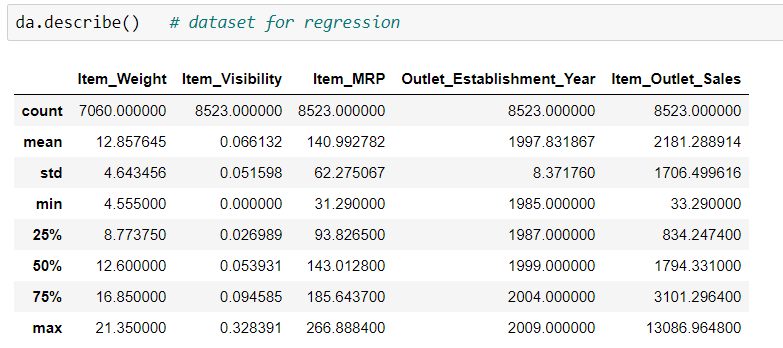 da.describe()   # dataset for regression
Item_Weight Item_Visibility Item_MRP Outlet_Establishment_Year Item_Outlet_Sales
count 7060.000000 8523.000000 8523.000000 8523.000000 8523.000000
mean 12.857645 0.066132 140.992782 1997.831867 2181.288914
std 4.643456 0.051598 62.275067 8.371760 1706.499616
min 4.555000 0.000000 31.290000 1985.000000 33.290000
25% 8.773750 0.026989 93.826500 1987.000000 834.247400
50% 12.600000 0.053931 143.012800 1999.000000 1794.331000
75% 16.850000 0.094585 185.643700 2004.000000 3101.296400
max 21.350000 0.328391 266.888400 2009.000000 13086.964800